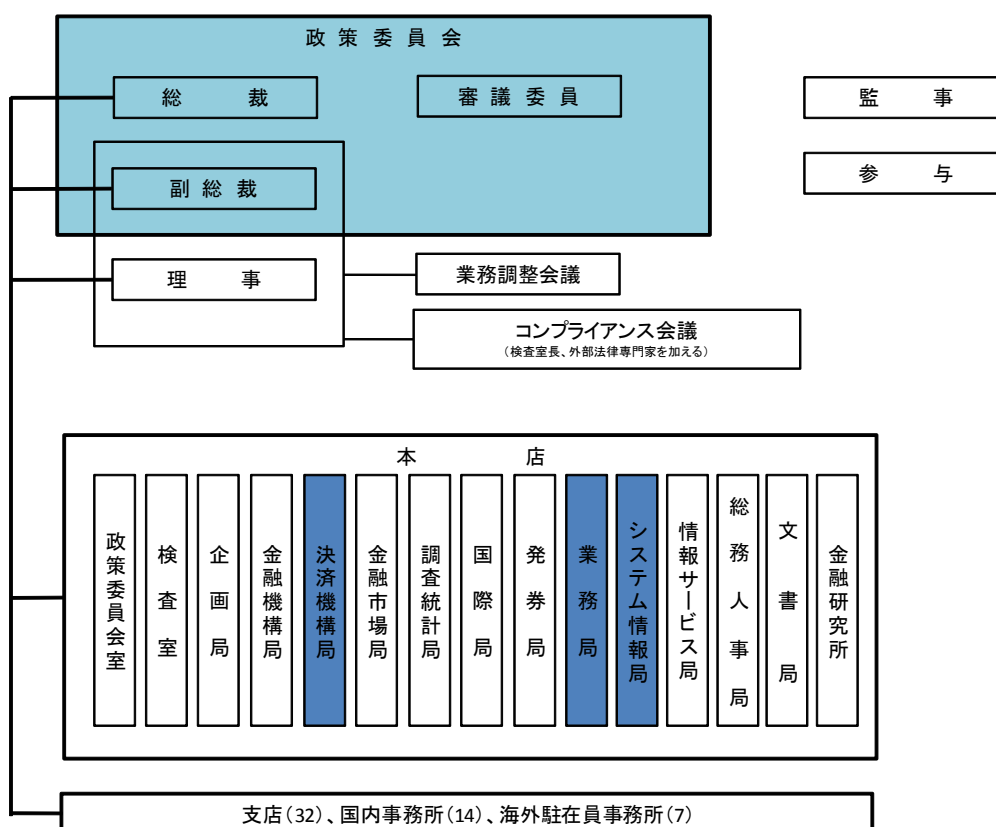 政策委員会
総裁
審議委員
監事
副総裁
参与
理事
業務調整会議
コンプライアンス会議
(検査室長、外部法律専門家を加える)
本店
政策委員会室
検査室
企画局
金融機構局
決済機構局
金融市場局
調査統計局
国際局
発券局
業務局
システム情報局
情報サービス局
総務人事局
文書局
金融研究所
支店(32)、国内事務所(14)、海外駐在員事務所(7)